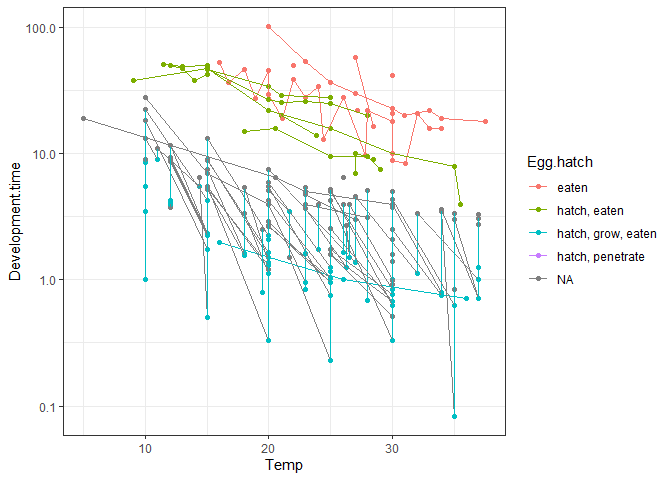 100.0
10.0
1.0
0.1
Development.time
10
20
30
Temp
Egg.hatch
eaten
hatch, eaten
hatch, grow, eaten
hatch, penetrate
NA